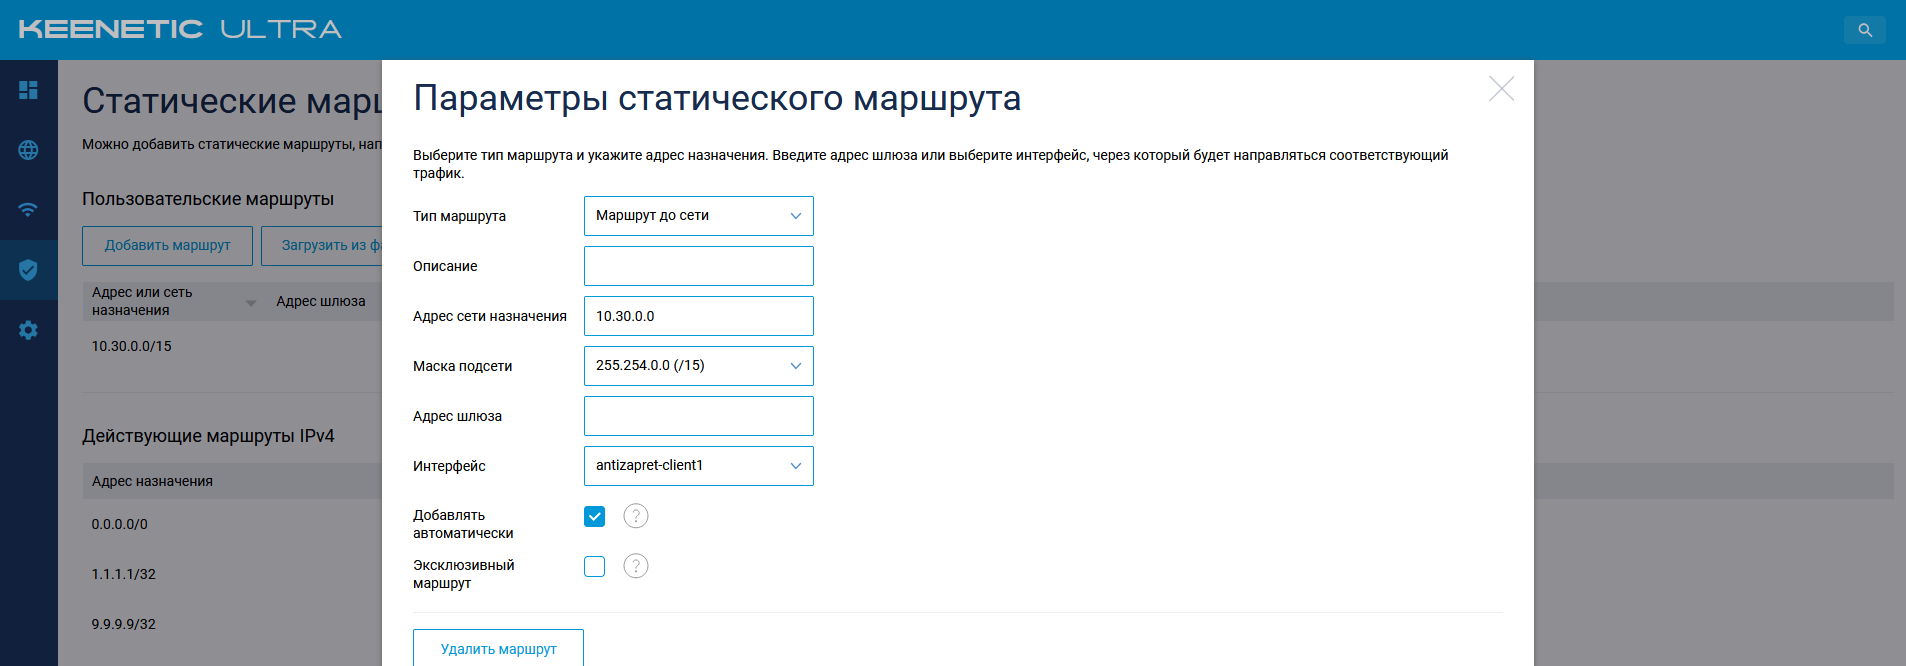 KEENETIC ULTRA
Статические марш
Можно добавить статические маршруты, нап
Пользовательские маршруты
Добавить маршрут
Загрузить из фа
Адрес или сеть
назначения
Адрес шлюза
10.30.0.0/15
Действующие маршруты IPv4
Адрес назначения
0.0.0.0/0
1.1.1.1/32
9.9.9.9/32
Параметры статического маршрута
Выберите тип маршрута и укажите адрес назначения. Введите адрес шлюза или выберите интерфейс, через который будет направляться соответствующий
трафик.
Тип маршрута
Маршрут до сети
Описание
Адрес сети назначения
10.30.0.0
Маска подсети
255.254.0.0 (/15)
Адрес шлюза
Интерфейс
antizapret-client1
Добавлять
автоматически
?
Эксклюзивный
маршрут
?
Удалить маршрут